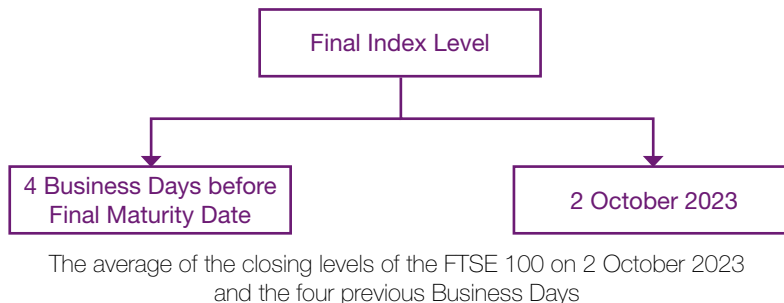 Final Index Level
4 Business Days before
Final Maturity Date
2 October 2023
The average of the closing levels of the FTSE 100 on 2 October 2023
and the four previous Business Days